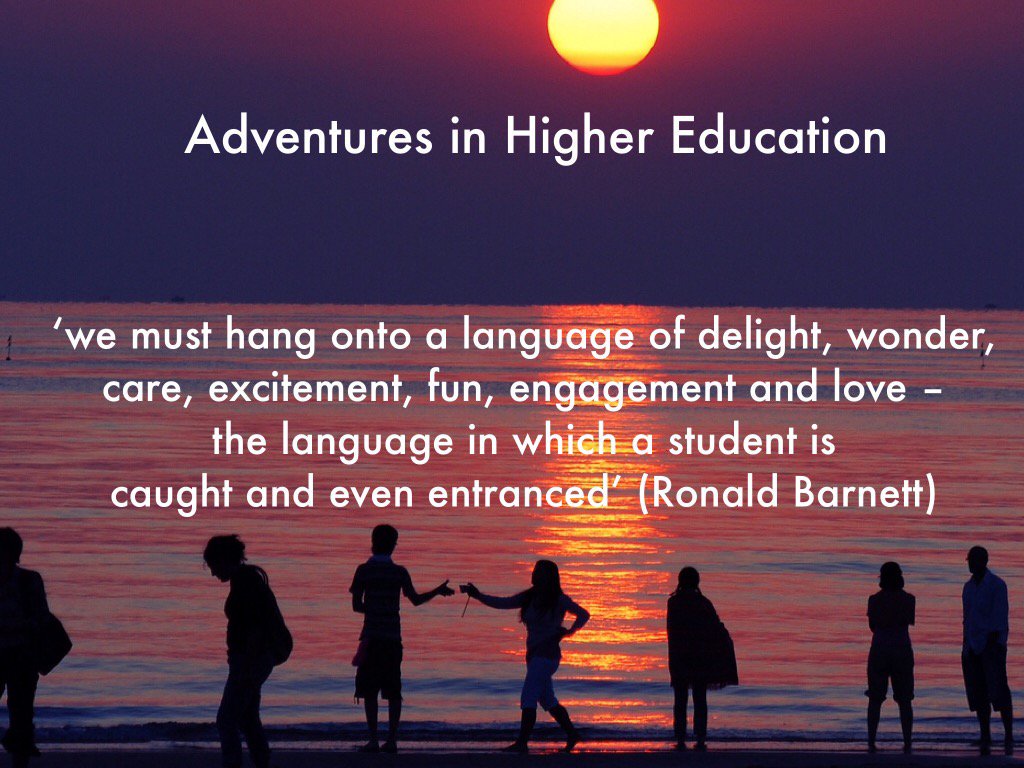 Adventures in Higher Education
‘we must hang onto a language of delight, wonder,
care, excitement, fun, engagement and love –
the language in which a student is
caught and even entranced’ (Ronald Barnett)